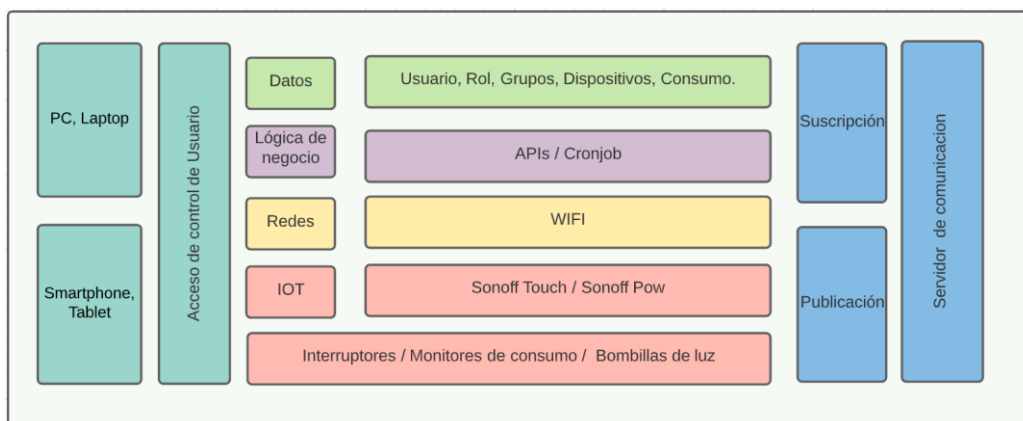 PC, Laptop
Smartphone,
Tablet
Acceso de control de Usuario
Datos
Usuario, Rol, Grupos, Dispositivos, Consumo.
Lógica de
negocio
APIs / Cronjob
Redes
WIFI
IOT
Sonoff Touch / Sonoff Pow
Interruptores / Monitores de consumo / Bombillas de luz
Suscripción
Publicación
Servidor de comunicacion